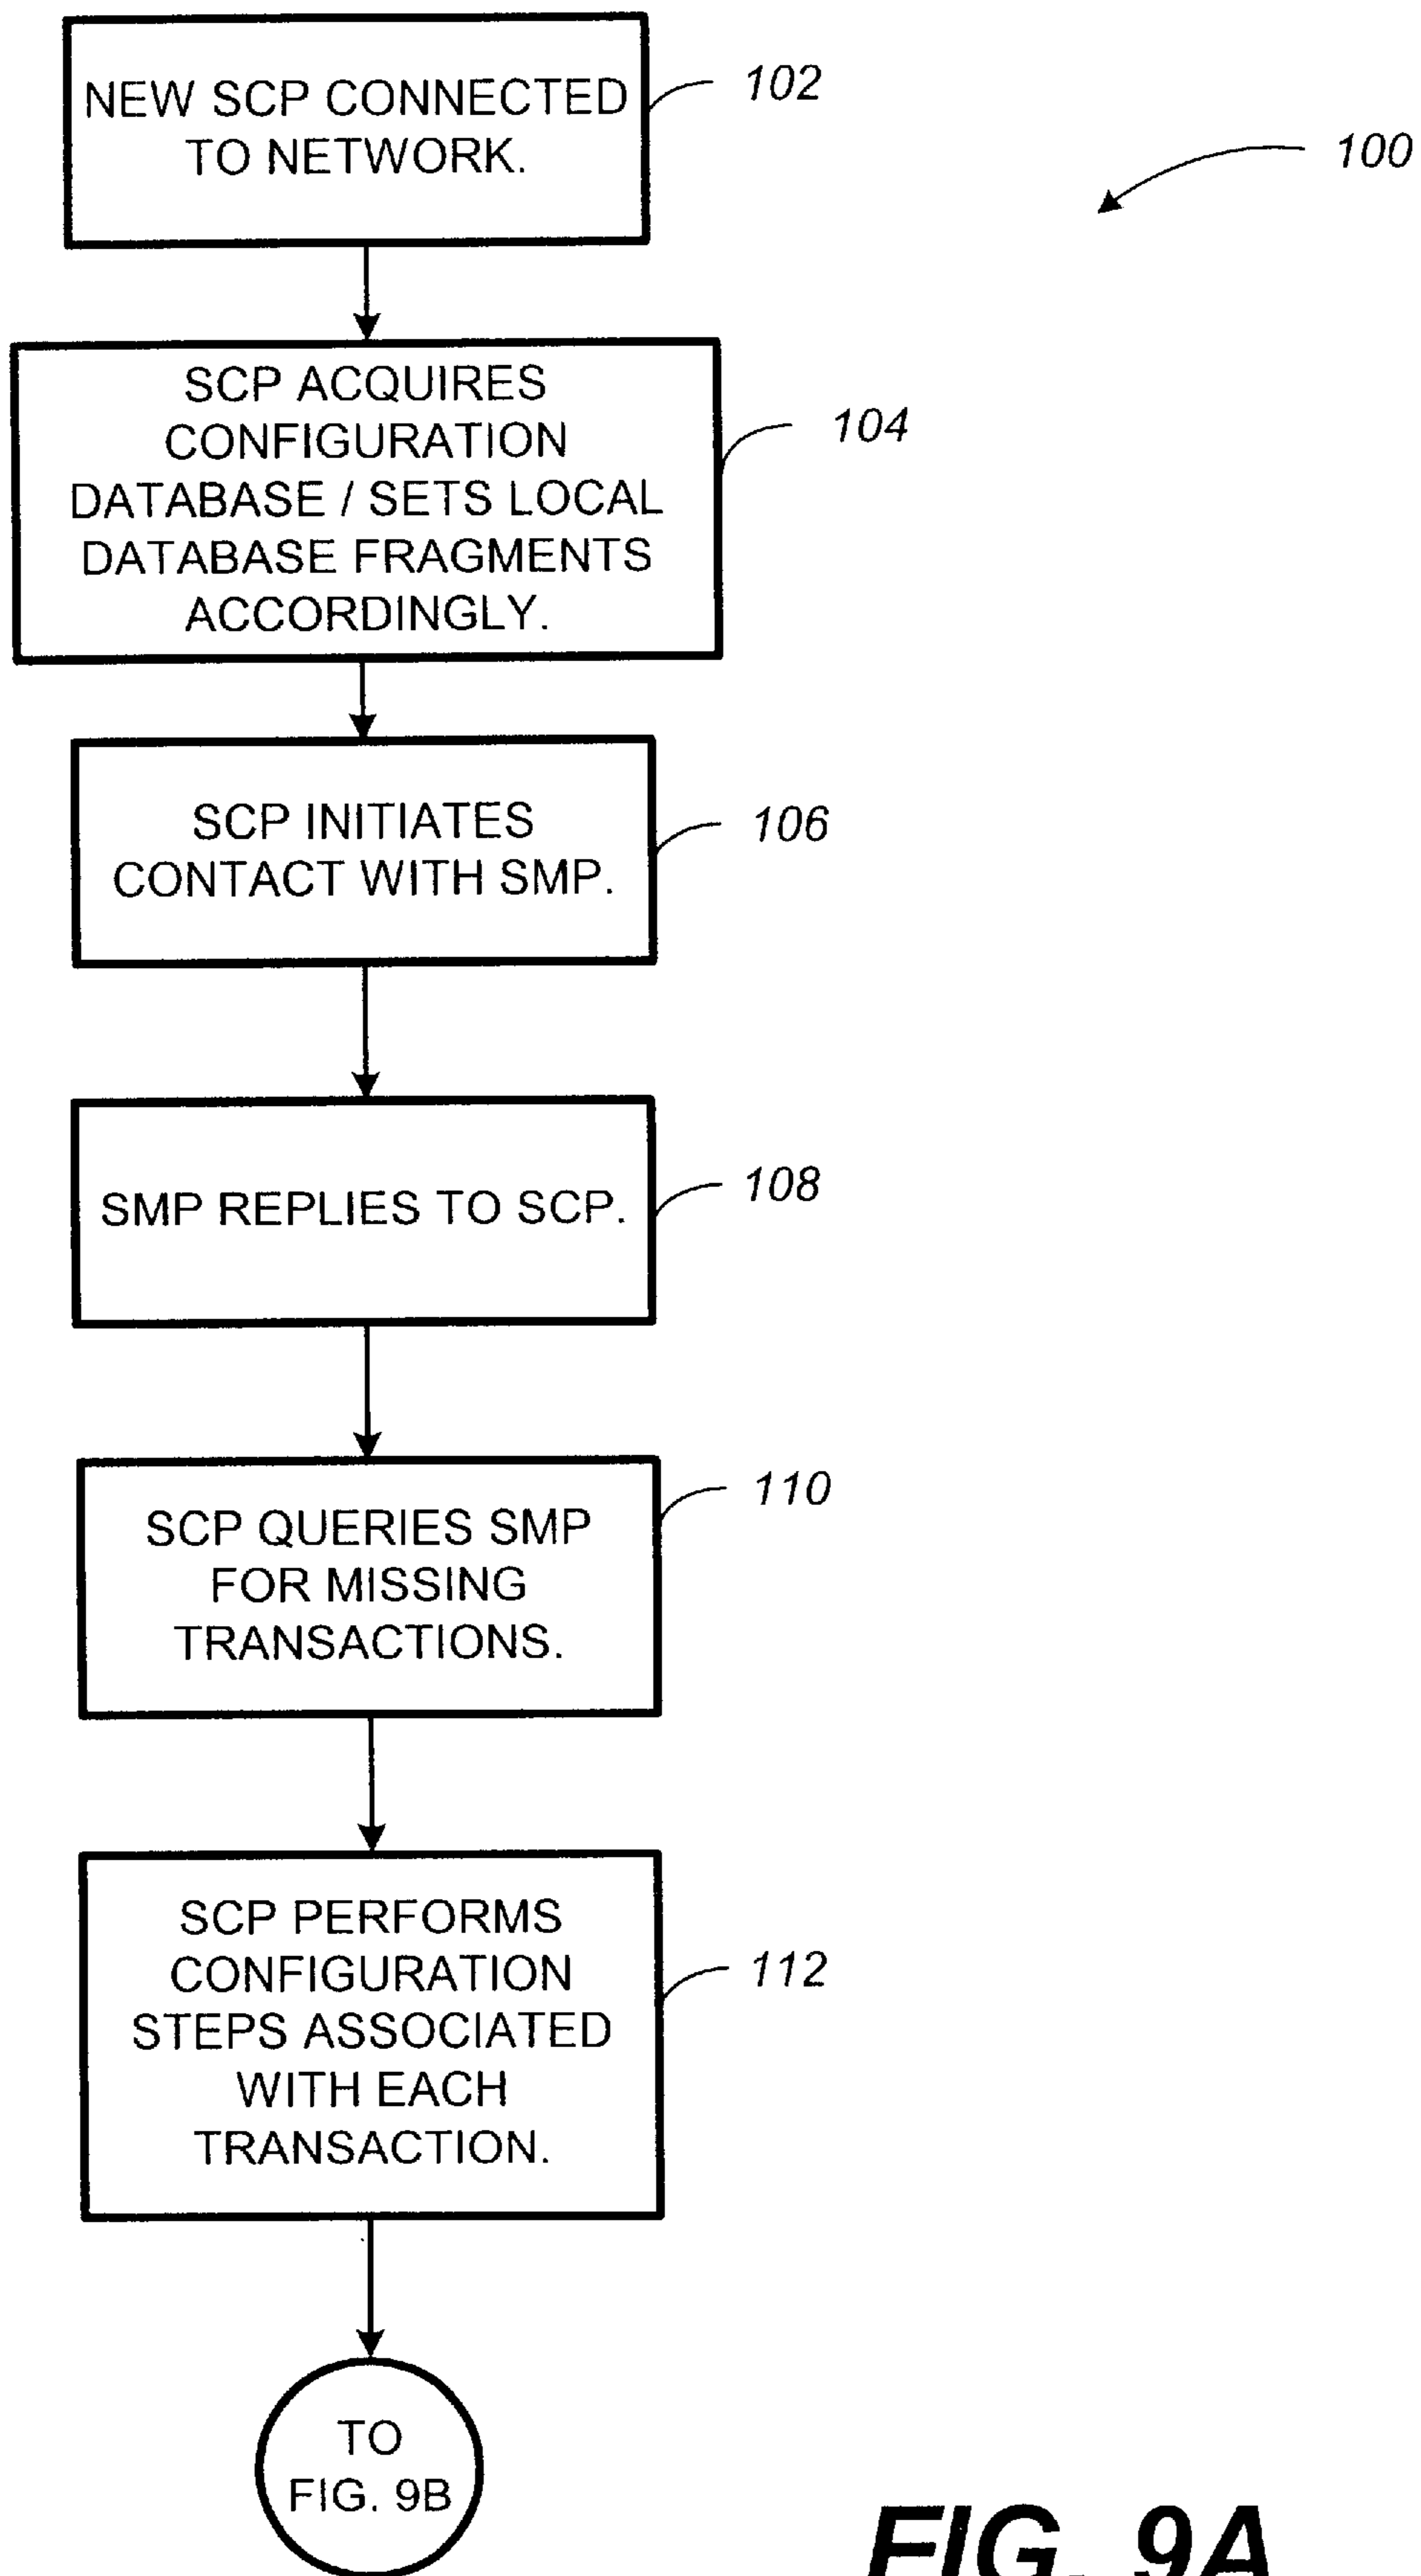 NEW SCP CONNECTED
TO NETWORK.
102
100
SCP ACQUIRES
CONFIGURATION
DATABASE / SETS LOCAL
DATABASE FRAGMENTS
ACCORDINGLY.
104
SCP INITIATES
CONTACT WITH SMP.
106
SMP REPLIES TO SCP.
108
SCP QUERIES SMP
FOR MISSING
TRANSACTIONS.
110
SCP PERFORMS
CONFIGURATION
STEPS ASSOCIATED
WITH EACH
TRANSACTION.
112
TO
FIG. 9B
FIG. 9A